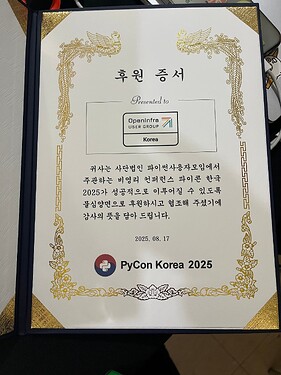 후원 증서
Presented to
OpenInfra
USER GROUP
Korea
귀사는 사단법인 파이썬사용자모임에서
주관하는 비영리 컨퍼런스 파이콘 한국
2025가 성공적으로 이루어질 수 있도록
물심양면으로 후원하시고 협조해 주셨기에
감사의 뜻을 담아 드립니다.
2025. 08. 17
PyCon Korea 2025